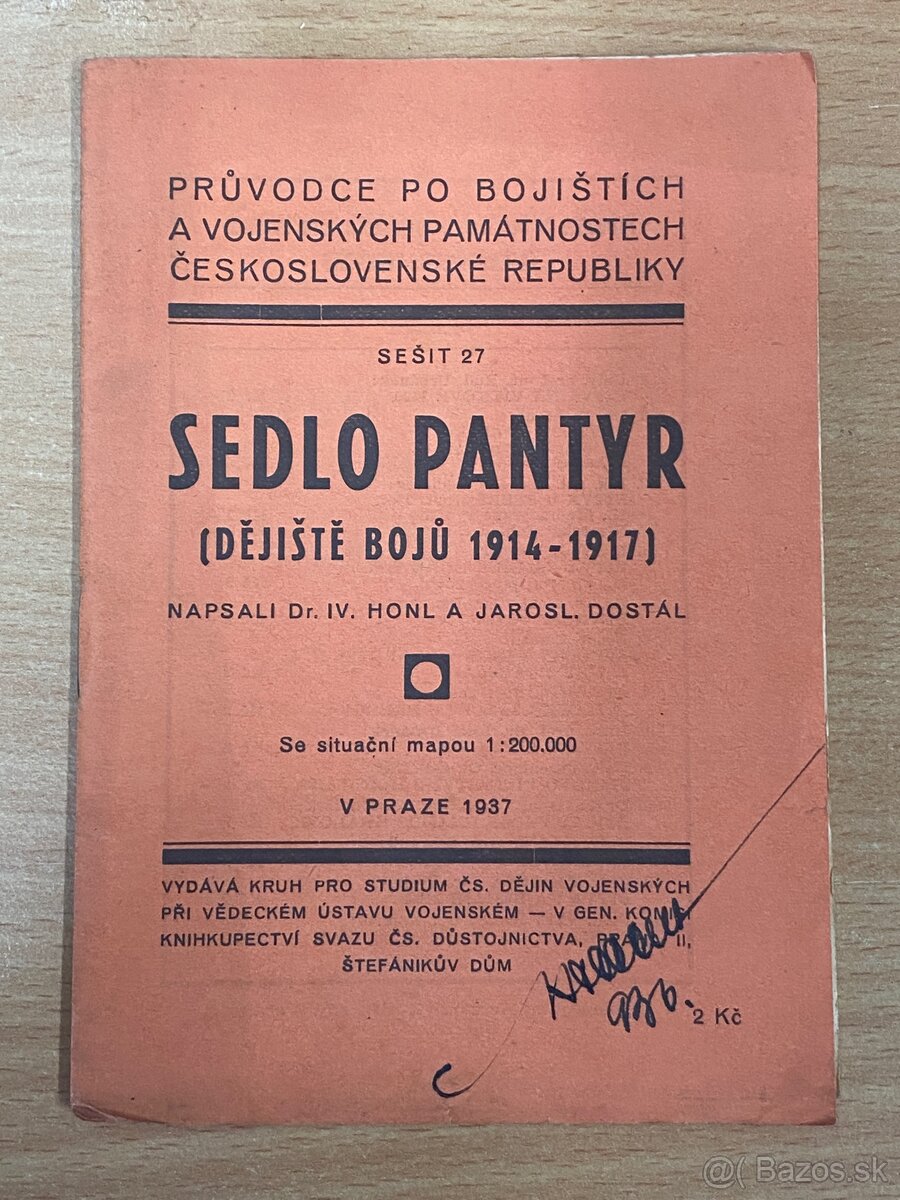 PRŮVODCE PO BOJIŠTÍCH
A VOJENSKÝCH PAMÁTNOSTECH
ČESKOSLOVENSKÉ REPUBLIKY
SEŠIT 27
SEDLO PANTYR
(DĚJIŠTĚ BOJŮ 1914-1917)
NAPSALI Dr. IV. HONL A JAROSL. DOSTÁL
Se situační mapou 1:200.000
V PRAZE 1937
VYDÁVÁ KRUH PRO STUDIUM ČS. DĚJIN VOJENSKÝCH
PŘI VĚDECKÉM ÚSTAVU VOJENSKÉM — V GEN. KOMISI
KNIHKUPECTVÍ SVAZU ČS. DŮSTOJNICTVA, II,
ŠTEFÁNIKŮV DŮM
2 Kč
@( Bazos.sk